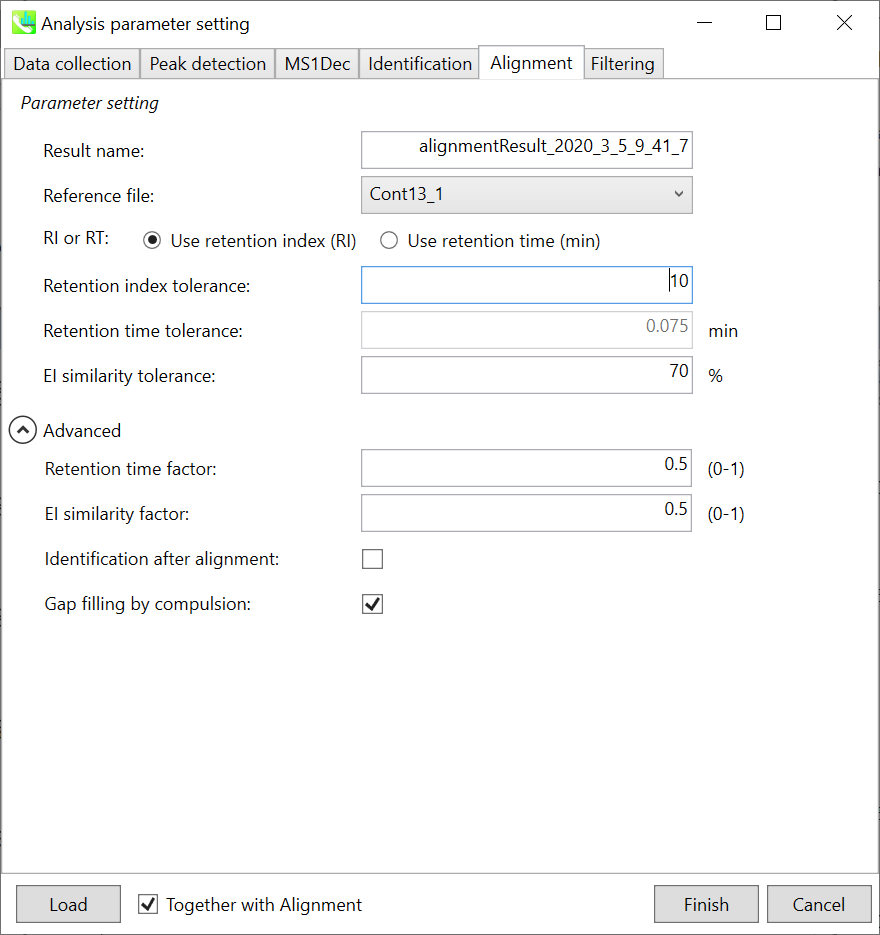 Analysis parameter setting
Data collection Peak detection MS1Dec Identification Alignment Filtering
Parameter setting
Result name: alignmentResult_2020_3_5_9_41_7
Reference file: Cont13_1
RI or RT: Use retention index (RI) Use retention time (min)
Retention index tolerance: 10
Retention time tolerance: 0.075 min
EI similarity tolerance: 70 %
Advanced
Retention time factor: 0.5 (0-1)
EI similarity factor: 0.5 (0-1)
Identification after alignment:
Gap filling by compulsion:
Load Together with Alignment Finish Cancel